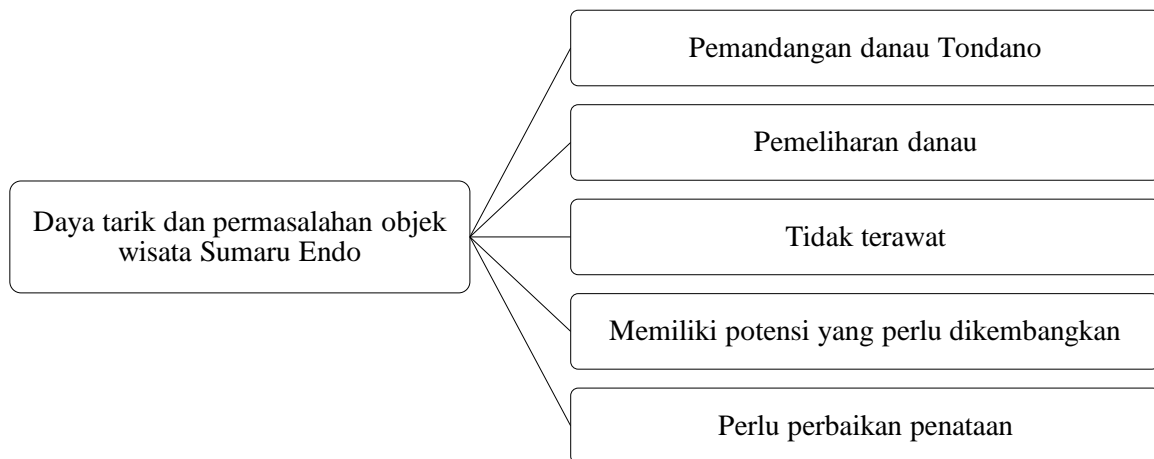 Daya tarik dan permasalahan objek
wisata Sumaru Endo
Pemandangan danau Tondano
Pemeliharan danau
Tidak terawat
Memiliki potensi yang perlu dikembangkan
Perlu perbaikan penataan